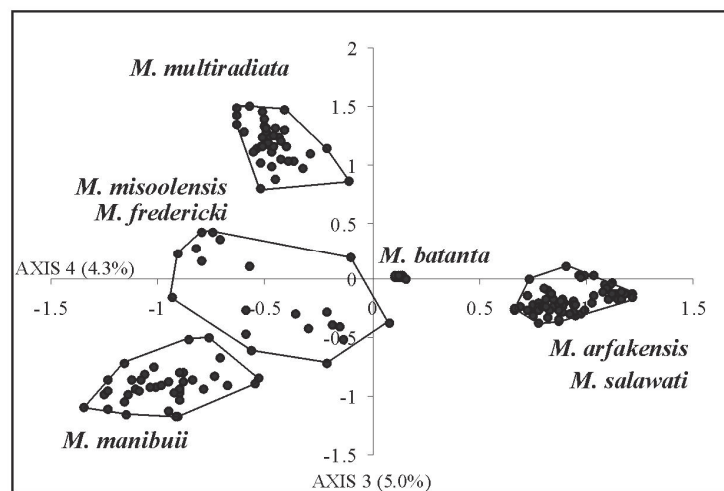 2
M. multiradiata
1.5
1
M. misoolensis
M. fredericki
0.5
M. batanta
AXIS 4 (4.3%)
0
-1.5
-1
-0.5
0
0.5
1
1.5
-0.5
M. arfakensis
M. salawati
-1
M. manibuii
-1.5
AXIS 3 (5.0%)